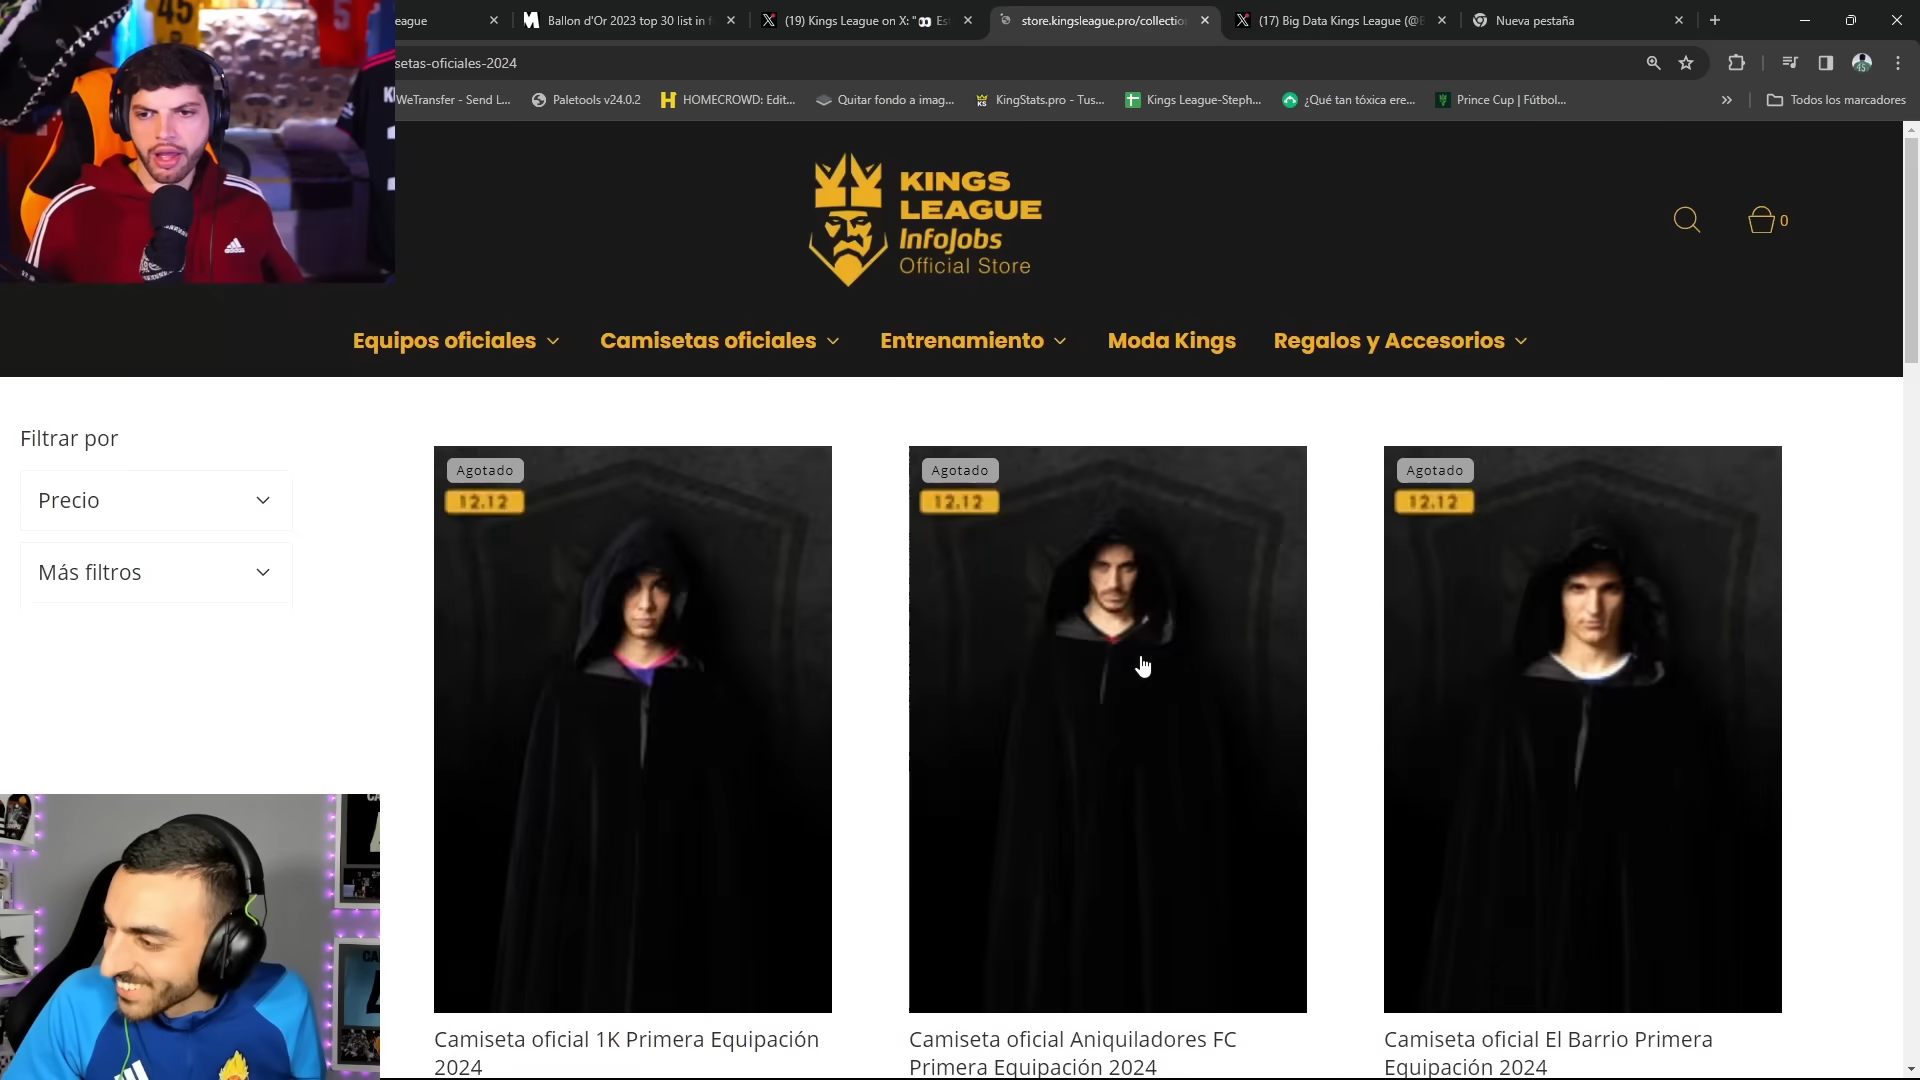 45
5
eague
Ballon d'Or 2023 top 30 list in f
(19) Kings League on X: "👀 Es
store.kingsleague.pro/collectio
(17) Big Data Kings League (@B
Nueva pestaña
setas-oficiales-2024
WeTransfer - Send L...
Paletools v24.0.2
HOMECROWD: Edit...
Quitar fondo a imag...
KingStats.pro - Tus...
Kings League-Steph...
¿Qué tan tóxica ere...
Prince Cup | Fútbol...
Todos los marcadores
KINGS
LEAGUE
InfoJobs
Official Store
0
Equipos oficiales
Camisetas oficiales
Entrenamiento
Moda Kings
Regalos y Accesorios
Filtrar por
Precio
Más filtros
Agotado
12.12
Agotado
12.12
Agotado
12.12
adidas
Camiseta oficial 1K Primera Equipación
2024
Camiseta oficial Aniquiladores FC
Primera Equipación 2024
Camiseta oficial El Barrio Primera
Equipación 2024